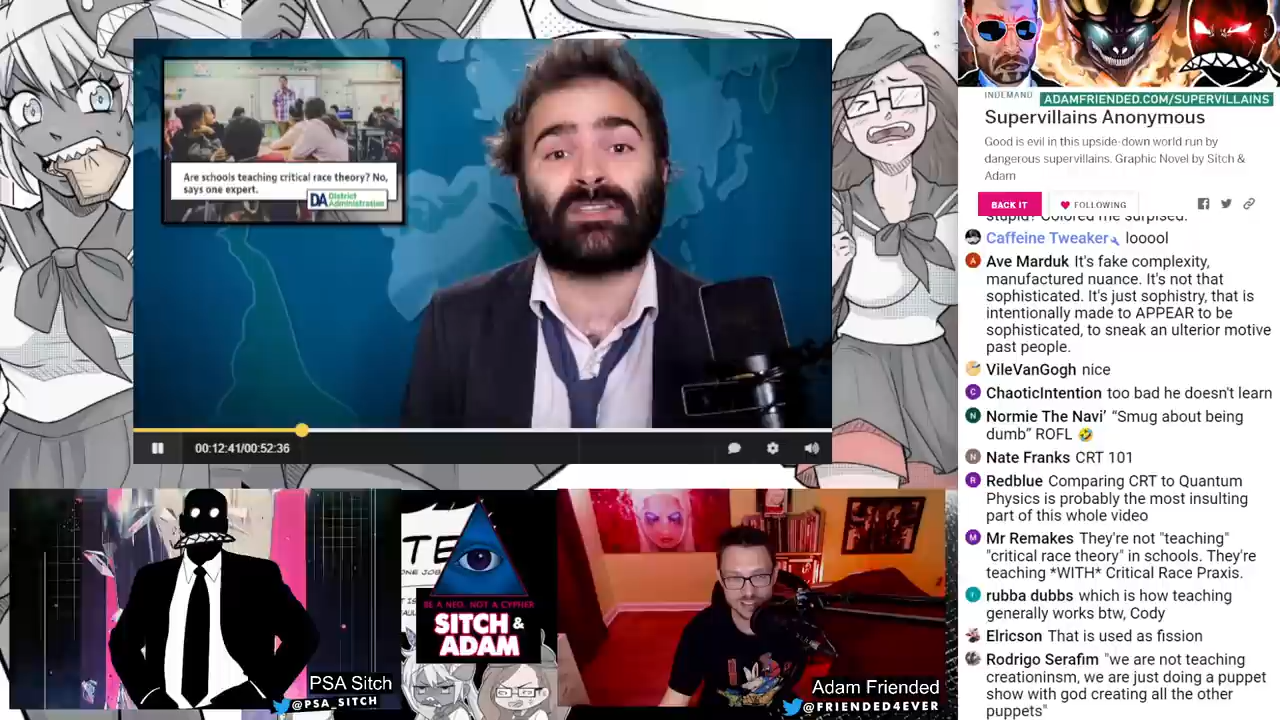 Are schools teaching critical race theory? No,
says one expert.
DA District
Administration
00:12:41/00:52:36
TE
BE A NEO, NOT A CYPHER
SITCH &
ADAM
PSA Sitch
@PSA_SITCH
Adam Friended
@FRIENDED4EVER
INDEMAND
ADAMFRIENDED.COM/SUPERVILLAINS
Supervillains Anonymous
Good is evil in this upside-down world run by
dangerous supervillains. Graphic Novel by Sitch &
Adam
BACK IT
FOLLOWING
stupid? Colored me surpised.
Caffeine Tweaker looool
Ave Marduk It's fake complexity,
manufactured nuance. It's not that
sophisticated. It's just sophistry, that is
intentionally made to APPEAR to be
sophisticated, to sneak an ulterior motive
past people.
VileVanGogh nice
ChaoticIntention too bad he doesn't learn
Normie The Navi' “Smug about being
dumb” ROFL 🤣
Nate Franks CRT 101
Redblue Comparing CRT to Quantum
Physics is probably the most insulting
part of this whole video
Mr Remakes They're not "teaching"
"critical race theory" in schools. They're
teaching *WITH* Critical Race Praxis.
rubba dubbs which is how teaching
generally works btw, Cody
Elricson That is used as fission
Rodrigo Serafim "we are not teaching
creationinsm, we are just doing a puppet
show with god creating all the other
puppets"